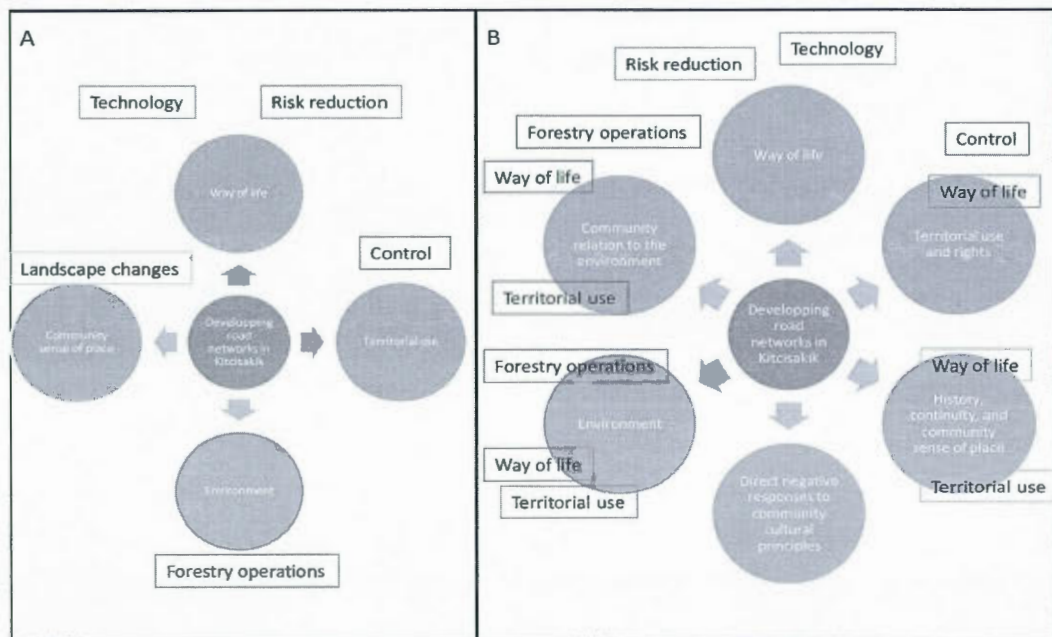 A
Technology
Risk reduction
Way of life
Landscape changes
Control
Community
sense of place
Developping
road
networks in
Kitcisakik
Territorial use
Environment
Forestry operations
B
Risk reduction
Technology
Forestry operations
Control
Way of life
Way of life
Way of life
Community
relation to the
environment
Territorial use
and rights
Territorial use
Developping
road
networks in
Kitcisakik
Forestry operations
Way of life
Environment
History,
continuity, and
community
sense of place
Way of life
Territorial use
Direct negative
responses to
community
cultural
principles
Territorial use